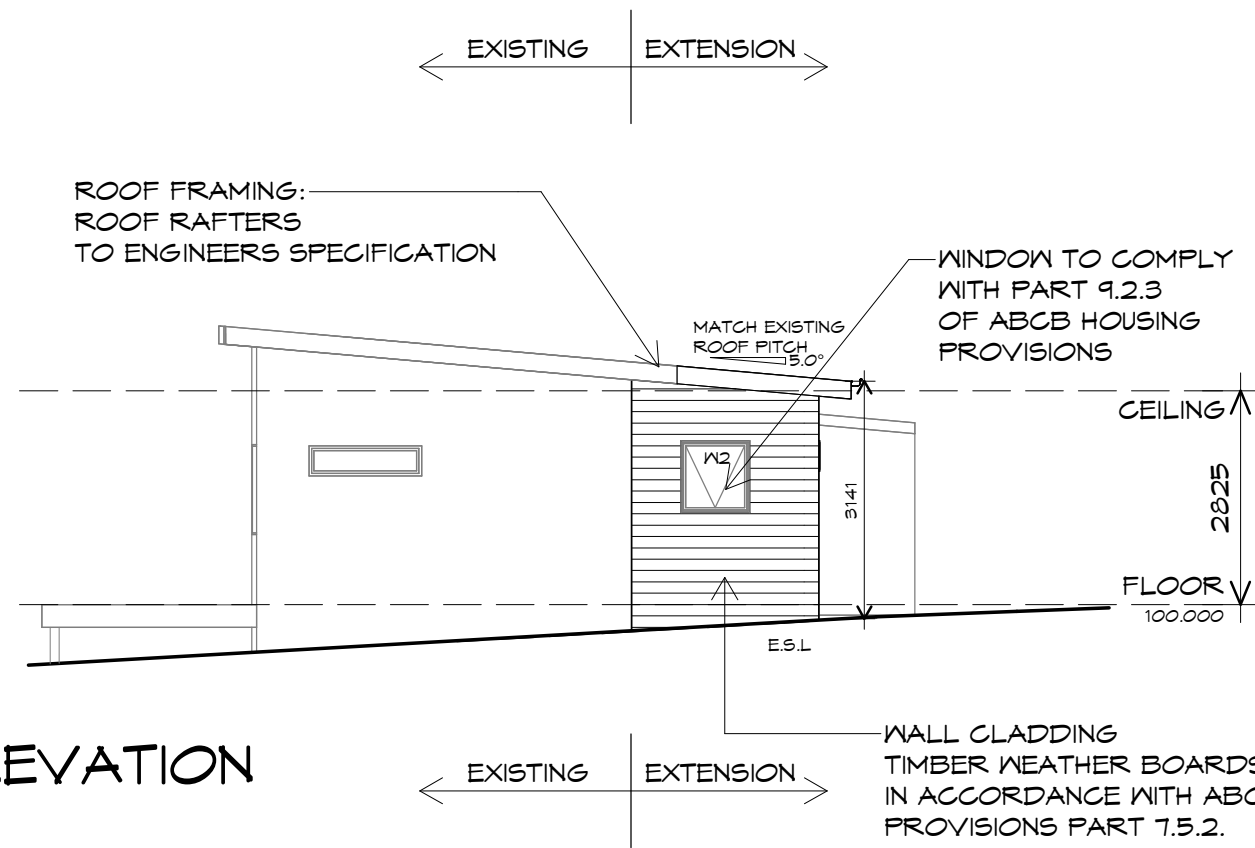 EXISTING EXTENSION
ROOF FRAMING:
ROOF RAFTERS
TO ENGINEERS SPECIFICATION
WINDOW TO COMPLY
WITH PART 9.2.3
OF ABCB HOUSING
PROVISIONS
MATCH EXISTING
ROOF PITCH
5.0°
CEILING
W2
3141
2825
FLOOR
100.000
E.S.L
WALL CLADDING
TIMBER WEATHER BOARDS
IN ACCORDANCE WITH ABC
PROVISIONS PART 7.5.2.
EVATION
EXISTING EXTENSION